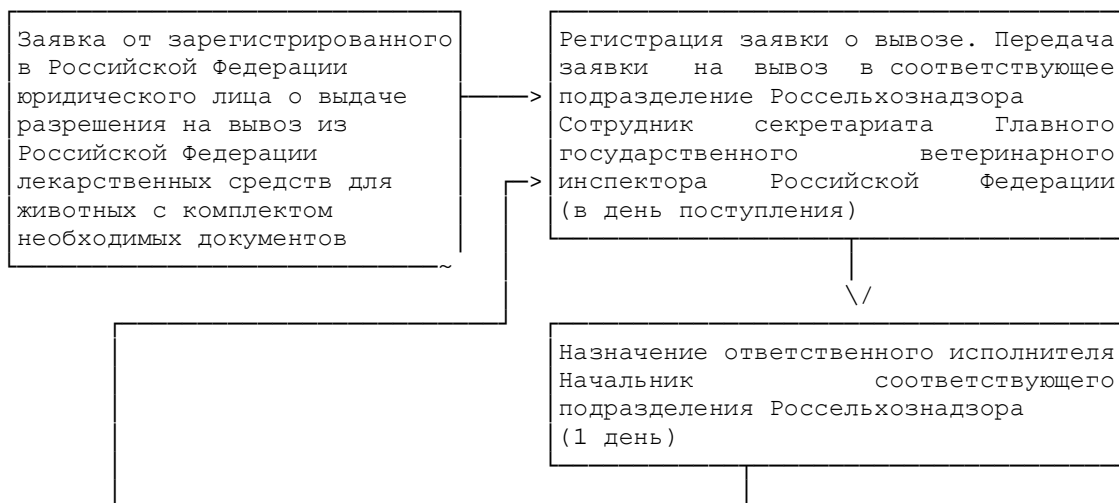 Заявка от зарегистрированного
в Российской Федерации
юридического лица о выдаче
разрешения на вывоз из
Российской Федерации
лекарственных средств для
животных с комплектом
необходимых документов
Регистрация заявки о вывозе. Передача
заявки на вывоз в соответствующее
подразделение Россельхознадзора
Сотрудник секретариата Главного
государственного ветеринарного
инспектора Российской Федерации
(в день поступления)
Назначение ответственного исполнителя
Начальник соответствующего
подразделения Россельхознадзора
(1 день)